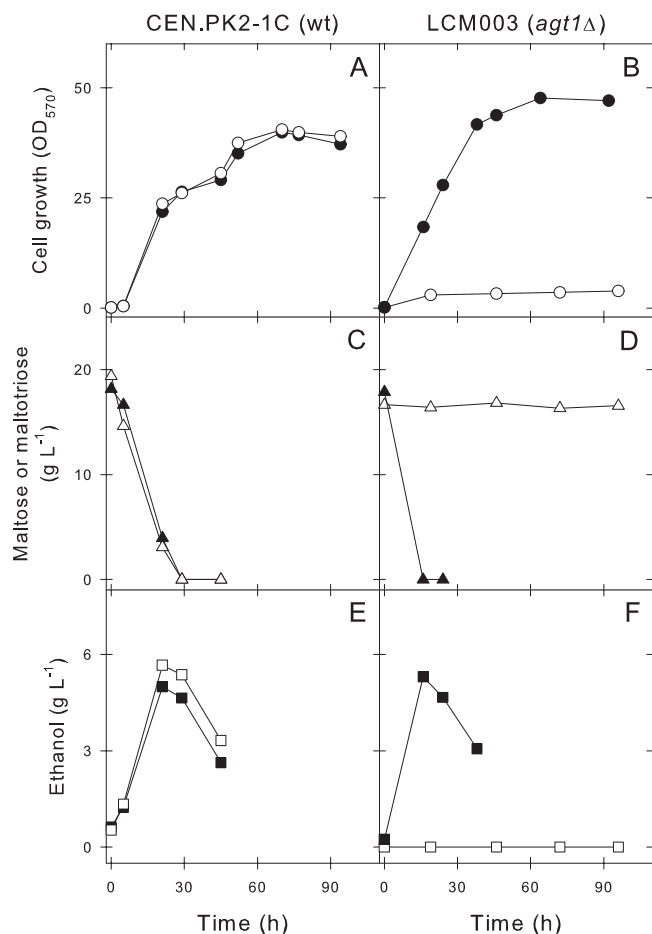 CEN.PK2-1C (wt)
LCM003 (agt1Δ)
A
B
Cell growth (OD570)
50
25
0
C
D
Maltose or maltotriose
(g L-1)
20
10
0
E
F
Ethanol (g L-1)
6
3
0
0 30 60 90
0 30 60 90
Time (h)
Time (h)